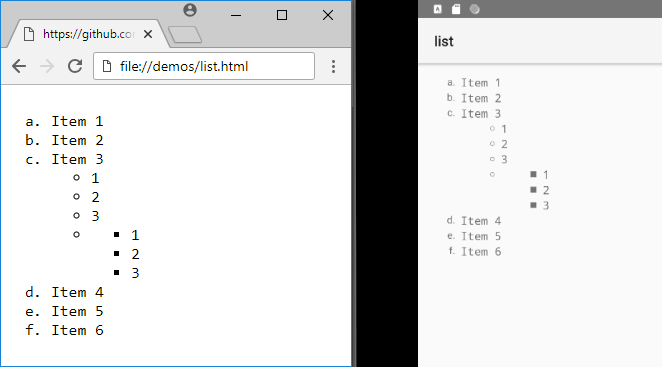 https://github.co
file://demos/list.html
a. Item 1
b. Item 2
c. Item 3
1
2
3
1
2
3
d. Item 4
e. Item 5
f. Item 6
A
list
a. Item 1
b. Item 2
c. Item 3
1
2
3
1
2
3
d. Item 4
e. Item 5
f. Item 6